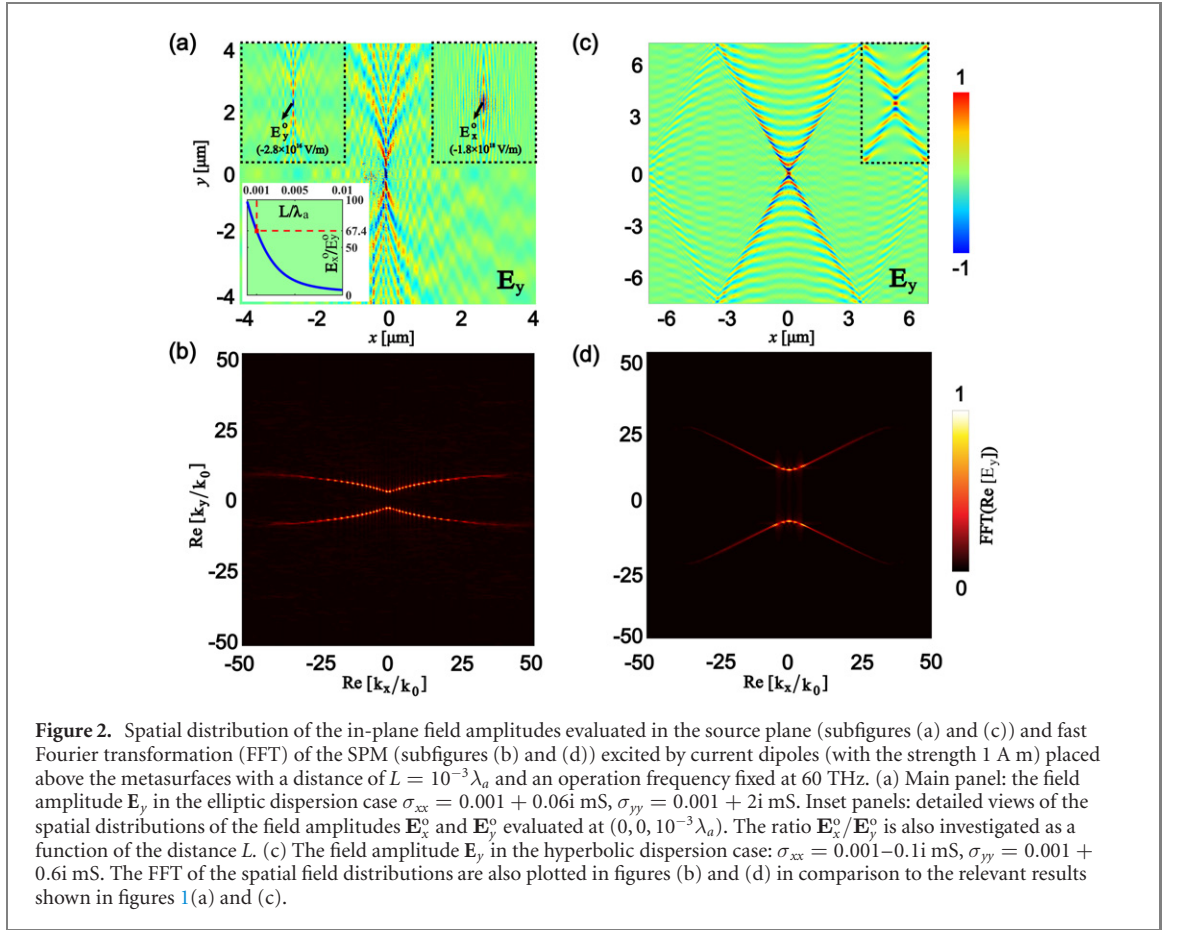 (a)
4
2
0
-2
-4
y [μm]
E_y^o
(-2.8×10^16 V/m)
E_x^o
(-1.8×10^16 V/m)
0.001 0.005 0.01
L/λ_a
100
67.4
50
0
E_x^o/E_y^o
E_y
-4 -2 0 2 4
x [μm]
(c)
6
3
0
-3
-6
E_y
-6 -3 0 3 6
x [μm]
1
-1
(b)
50
25
0
-25
-50
Re [k_y/k_0]
-50 -25 0 25 50
Re [k_x/k_0]
(d)
50
25
0
-25
-50
-50 -25 0 25 50
Re [k_x/k_0]
1
0
FFT(Re [E_y])
Figure 2. Spatial distribution of the in-plane field amplitudes evaluated in the source plane (subfigures (a) and (c)) and fast
Fourier transformation (FFT) of the SPM (subfigures (b) and (d)) excited by current dipoles (with the strength 1 A m) placed
above the metasurfaces with a distance of L = 10^−3 λ_a and an operation frequency fixed at 60 THz. (a) Main panel: the field
amplitude E_y in the elliptic dispersion case σ_xx = 0.001 + 0.06i mS, σ_yy = 0.001 + 2i mS. Inset panels: detailed views of the
spatial distributions of the field amplitudes E_x^o and E_y^o evaluated at (0, 0, 10^−3 λ_a). The ratio E_x^o/E_y^o is also investigated as a
function of the distance L. (c) The field amplitude E_y in the hyperbolic dispersion case: σ_xx = 0.001–0.1i mS, σ_yy = 0.001 +
0.6i mS. The FFT of the spatial field distributions are also plotted in figures (b) and (d) in comparison to the relevant results
shown in figures 1(a) and (c).